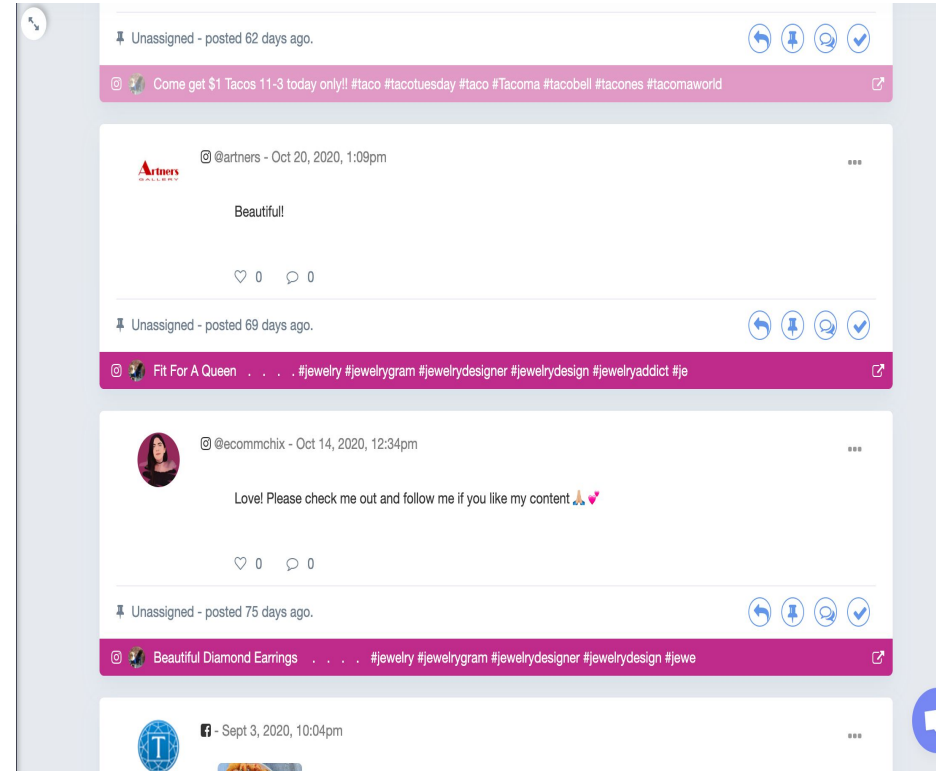 Unassigned - posted 62 days ago.
Come get $1 Tacos 11-3 today only!! #taco #tacotuesday #taco #Tacoma #tacobell #tacones #tacomaworld
@artners - Oct 20, 2020, 1:09pm
Artners
GALLERY
Beautiful!
0 0
Unassigned - posted 69 days ago.
Fit For A Queen . . . . #jewelry #jewelrygram #jewelrydesigner #jewelrydesign #jewelryaddict #je
@ecommchix - Oct 14, 2020, 12:34pm
Love! Please check me out and follow me if you like my content🙏🏼💕
0 0
Unassigned - posted 75 days ago.
Beautiful Diamond Earrings . . . . #jewelry #jewelrygram #jewelrydesigner #jewelrydesign #jewe
- Sept 3, 2020, 10:04pm
T